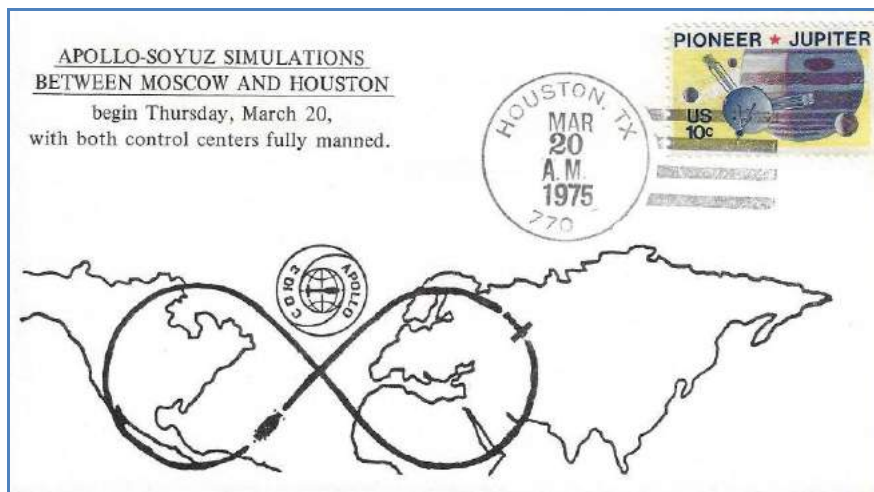 APOLLO-SOYUZ SIMULATIONS
BETWEEN MOSCOW AND HOUSTON
begin Thursday, March 20,
with both control centers fully manned.
PIONEER ★ JUPITER
US
10c
HOUSTON, TX
MAR
20
A.M.
1975
770
СОЮЗ
APOLLO